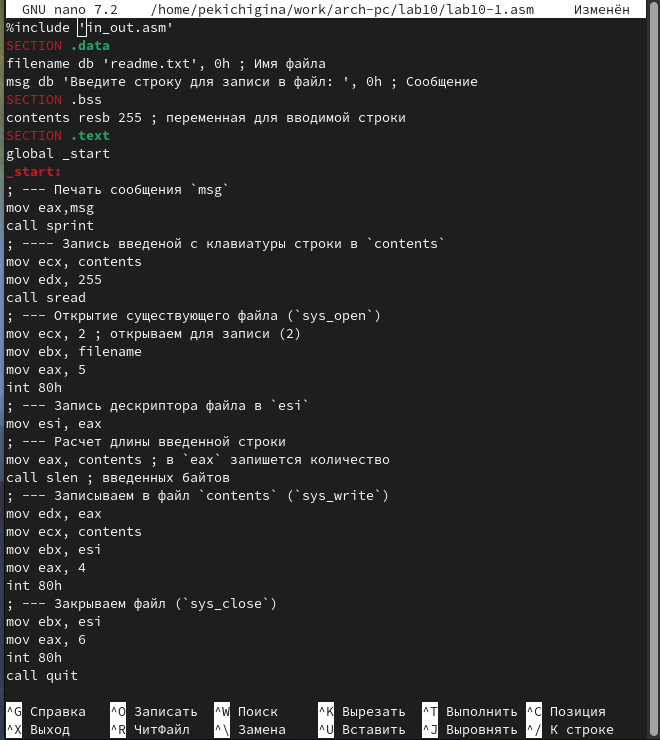 GNU nano 7.2 /home/pekichigina/work/arch-pc/lab10/lab10-1.asm Изменён
%include 'in_out.asm'
SECTION .data
filename db 'readme.txt', 0h ; Имя файла
msg db 'Введите строку для записи в файл: ', 0h ; Сообщение
SECTION .bss
contents resb 255 ; переменная для вводимой строки
SECTION .text
global _start
_start:
; --- Печать сообщения `msg`
mov eax,msg
call sprint
; ---- Запись введеной с клавиатуры строки в `contents`
mov ecx, contents
mov edx, 255
call sread
; --- Открытие существующего файла (`sys_open`)
mov ecx, 2 ; открываем для записи (2)
mov ebx, filename
mov eax, 5
int 80h
; --- Запись дескриптора файла в `esi`
mov esi, eax
; --- Расчет длины введенной строки
mov eax, contents ; в `eax` запишется количество
call slen ; введенных байтов
; --- Записываем в файл `contents` (`sys_write`)
mov edx, eax
mov ecx, contents
mov ebx, esi
mov eax, 4
int 80h
; --- Закрываем файл (`sys_close`)
mov ebx, esi
mov eax, 6
int 80h
call quit
^G Справка ^O Записать ^W Поиск ^K Вырезать ^T Выполнить ^C Позиция
^X Выход ^R ЧитФайл ^\ Замена ^U Вставить ^J Выровнять ^/ К строке